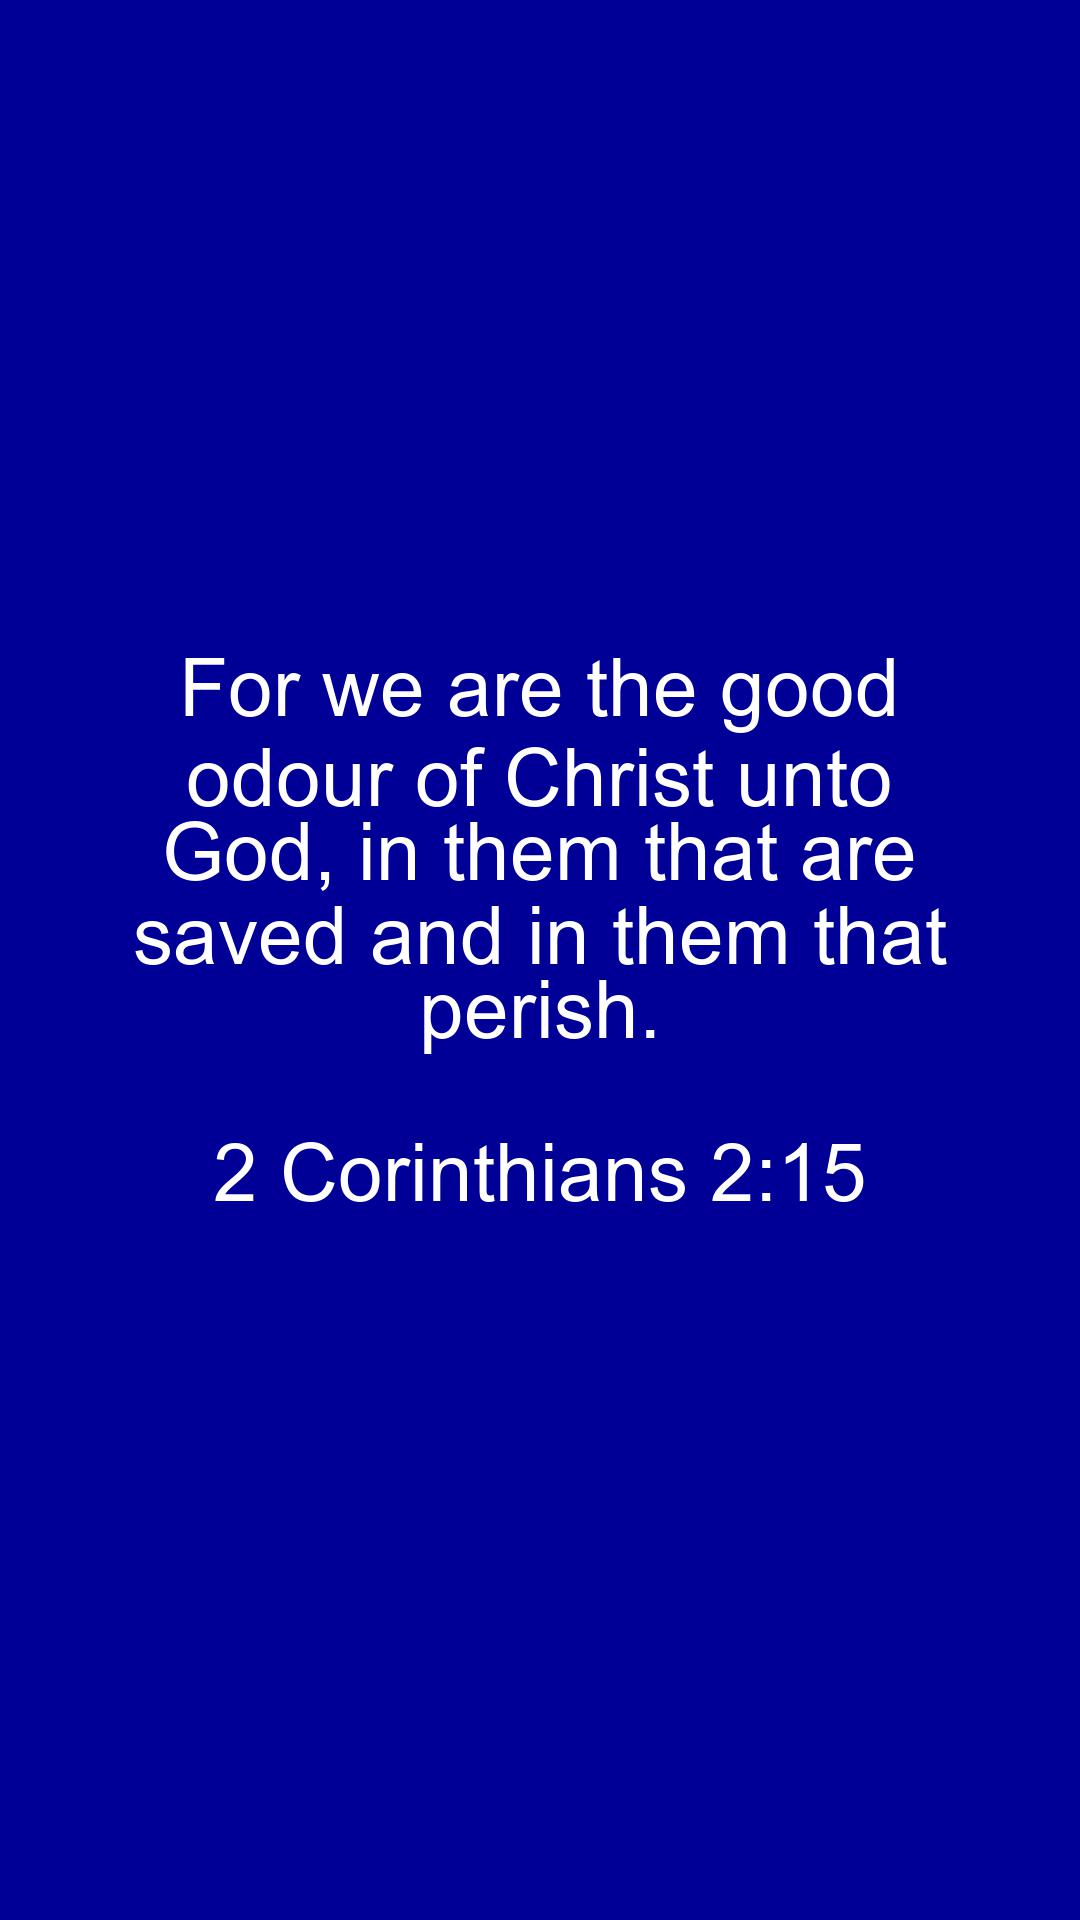 For we are the good
odour of Christ unto
God, in them that are
saved and in them that
perish.
2 Corinthians 2:15